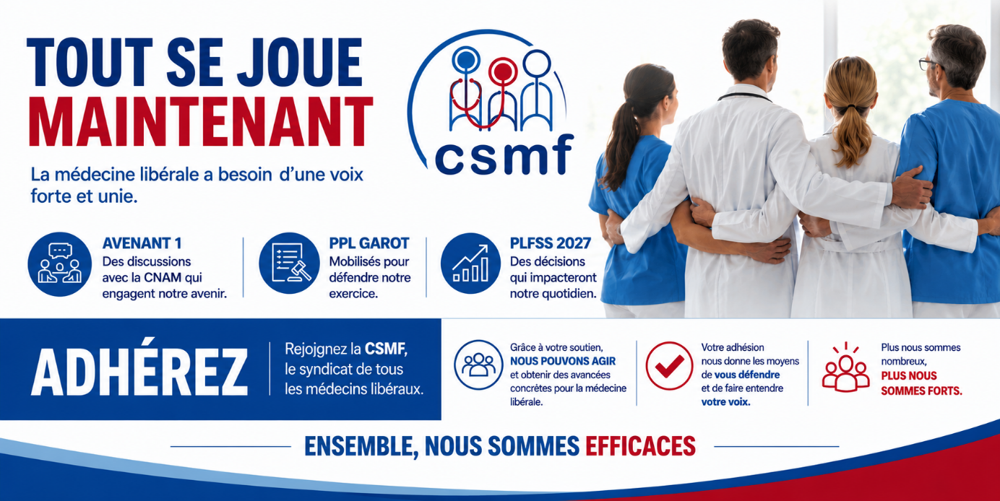 TOUT SE JOUE
MAINTENANT
La médecine libérale a besoin d’une voix
forte et unie.
csmf
AVENANT 1
Des discussions
avec la CNAM qui
engagent notre avenir.
PPL GAROT
Mobilisés pour
défendre notre
exercice.
PLFSS 2027
Des décisions
qui impacteront
notre quotidien.
ADHÉREZ
Rejoignez la CSMF,
le syndicat de tous
les médecins libéraux.
Grâce à votre soutien,
NOUS POUVONS AGIR
et obtenir des avancées
concrètes pour la médecine
libérale.
Votre adhésion
nous donne les moyens
de vous défendre
et de faire entendre
votre voix.
Plus nous sommes
nombreux,
PLUS NOUS
SOMMES FORTS.
ENSEMBLE, NOUS SOMMES EFFICACES